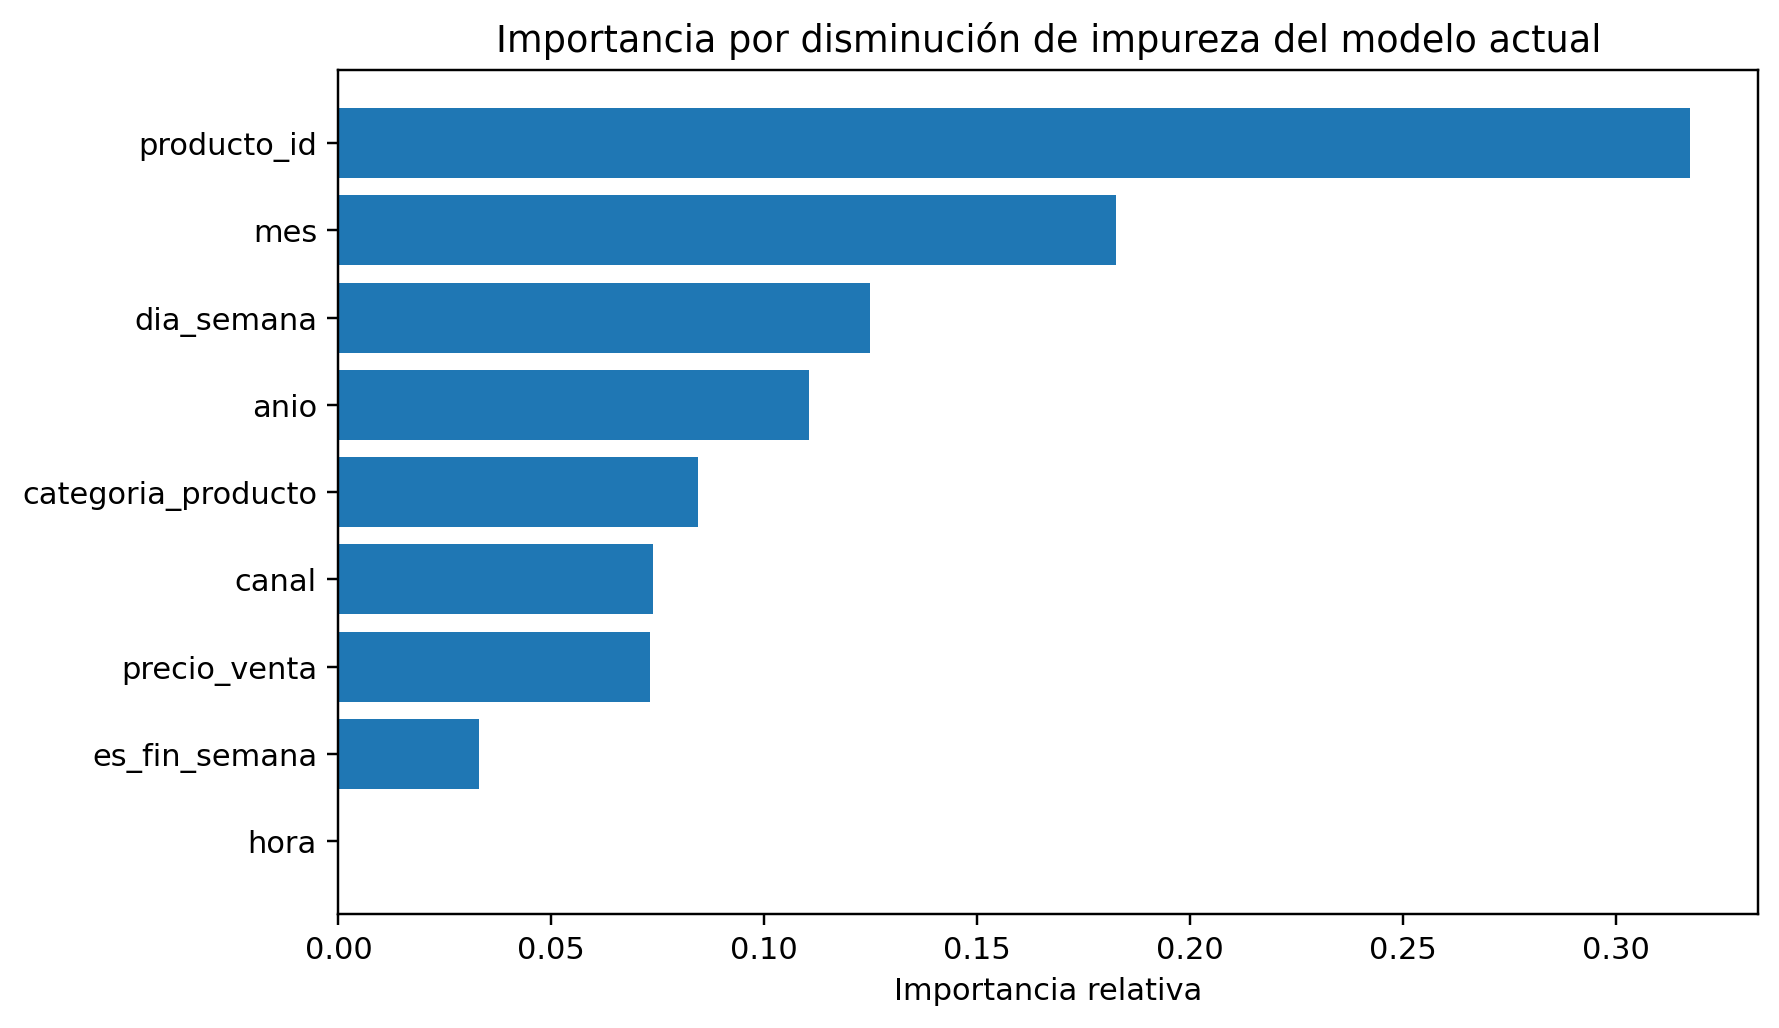 Importancia por disminución de impureza del modelo actual
producto_id
mes
dia_semana
anio
categoria_producto
canal
precio_venta
es_fin_semana
hora
0.00 0.05 0.10 0.15 0.20 0.25 0.30
Importancia relativa